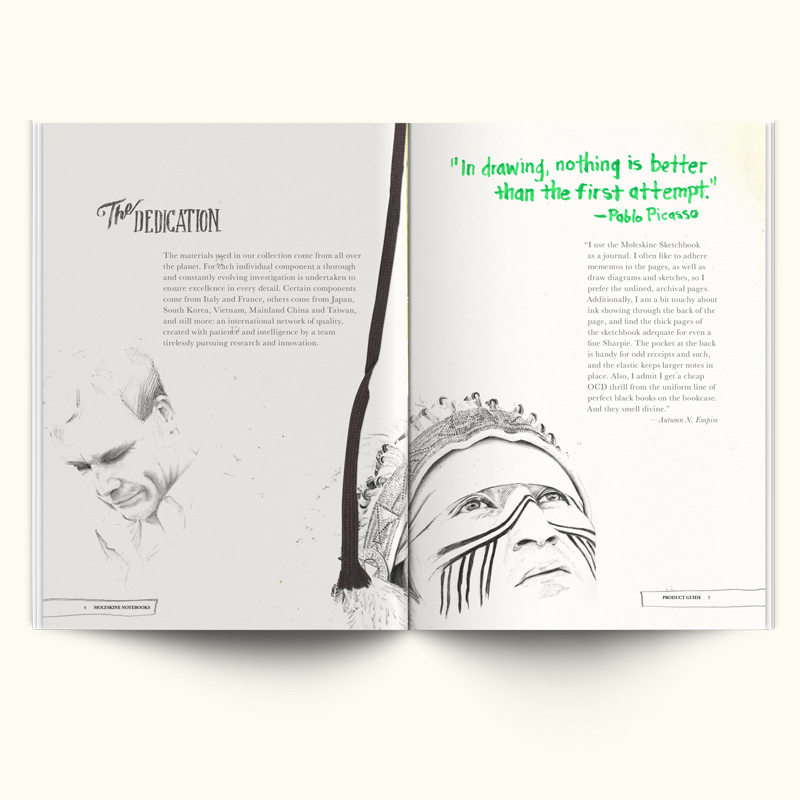 The DEDICATION
The materials used in our collection come from all over
the planet. For each individual component a thorough
and constantly evolving investigation is undertaken to
ensure excellence in every detail. Certain components
come from Italy and France, others come from Japan,
South Korea, Vietnam, Mainland China and Taiwan,
and still more: an international network of quality,
created with patience and intelligence by a team
tirelessly pursuing research and innovation.
4 MOLESKINE NOTEBOOKS
"In drawing, nothing is better
than the first attempt."
—Pablo Picasso
“I use the Moleskine Sketchbook
as a journal. I often like to adhere
mementos to the pages, as well as
draw diagrams and sketches, so I
prefer the unlined, archival pages.
Additionally, I am a bit touchy about
ink showing through the back of the
page, and find the thick pages of
the sketchbook adequate for even a
fine Sharpie. The pocket at the back
is handy for odd receipts and such,
and the elastic keeps larger notes in
place. Also, I admit I get a cheap
OCD thrill from the uniform line of
perfect black books on the bookcase.
And they smell divine.”
—Autumn N. Empire
PRODUCT GUIDE 5